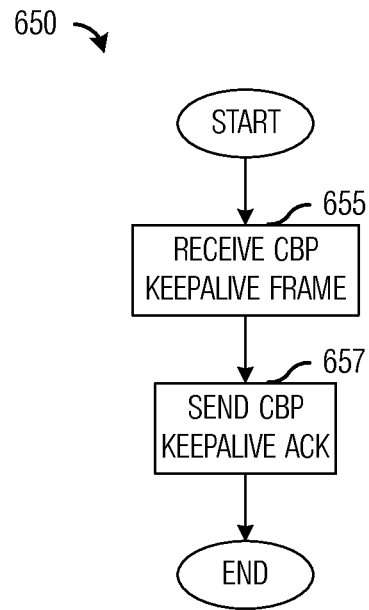 650
START
655
RECEIVE CBP
KEEPALIVE FRAME
657
SEND CBP
KEEPALIVE ACK
END